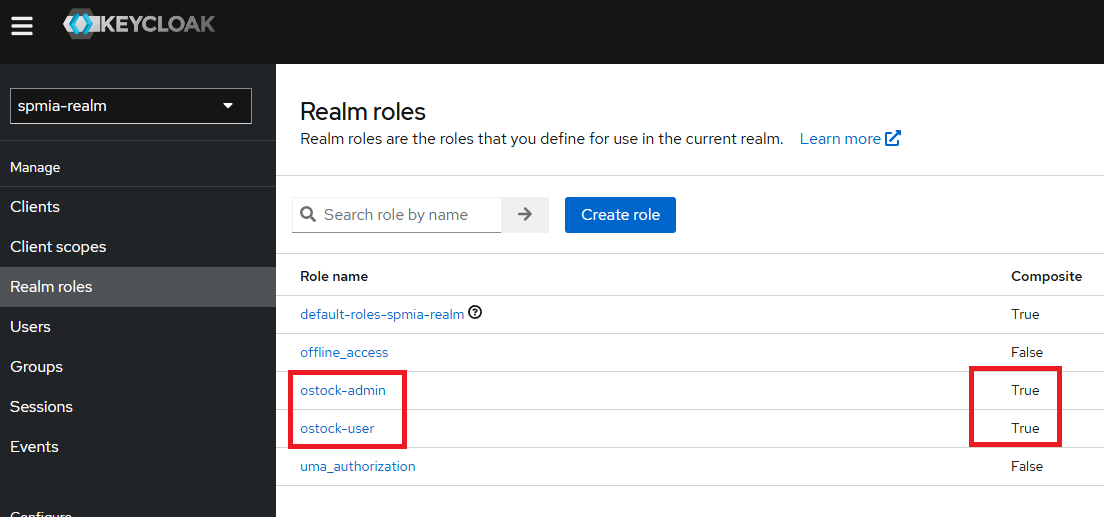 KEYCLOAK
spmia-realm
Manage
Clients
Client scopes
Realm roles
Users
Groups
Sessions
Events
Configure
Realm roles
Realm roles are the roles that you define for use in the current realm. Learn more
Search role by name Create role
Role name Composite
default-roles-spmia-realm True
offline_access False
ostock-admin True
ostock-user True
uma_authorization False